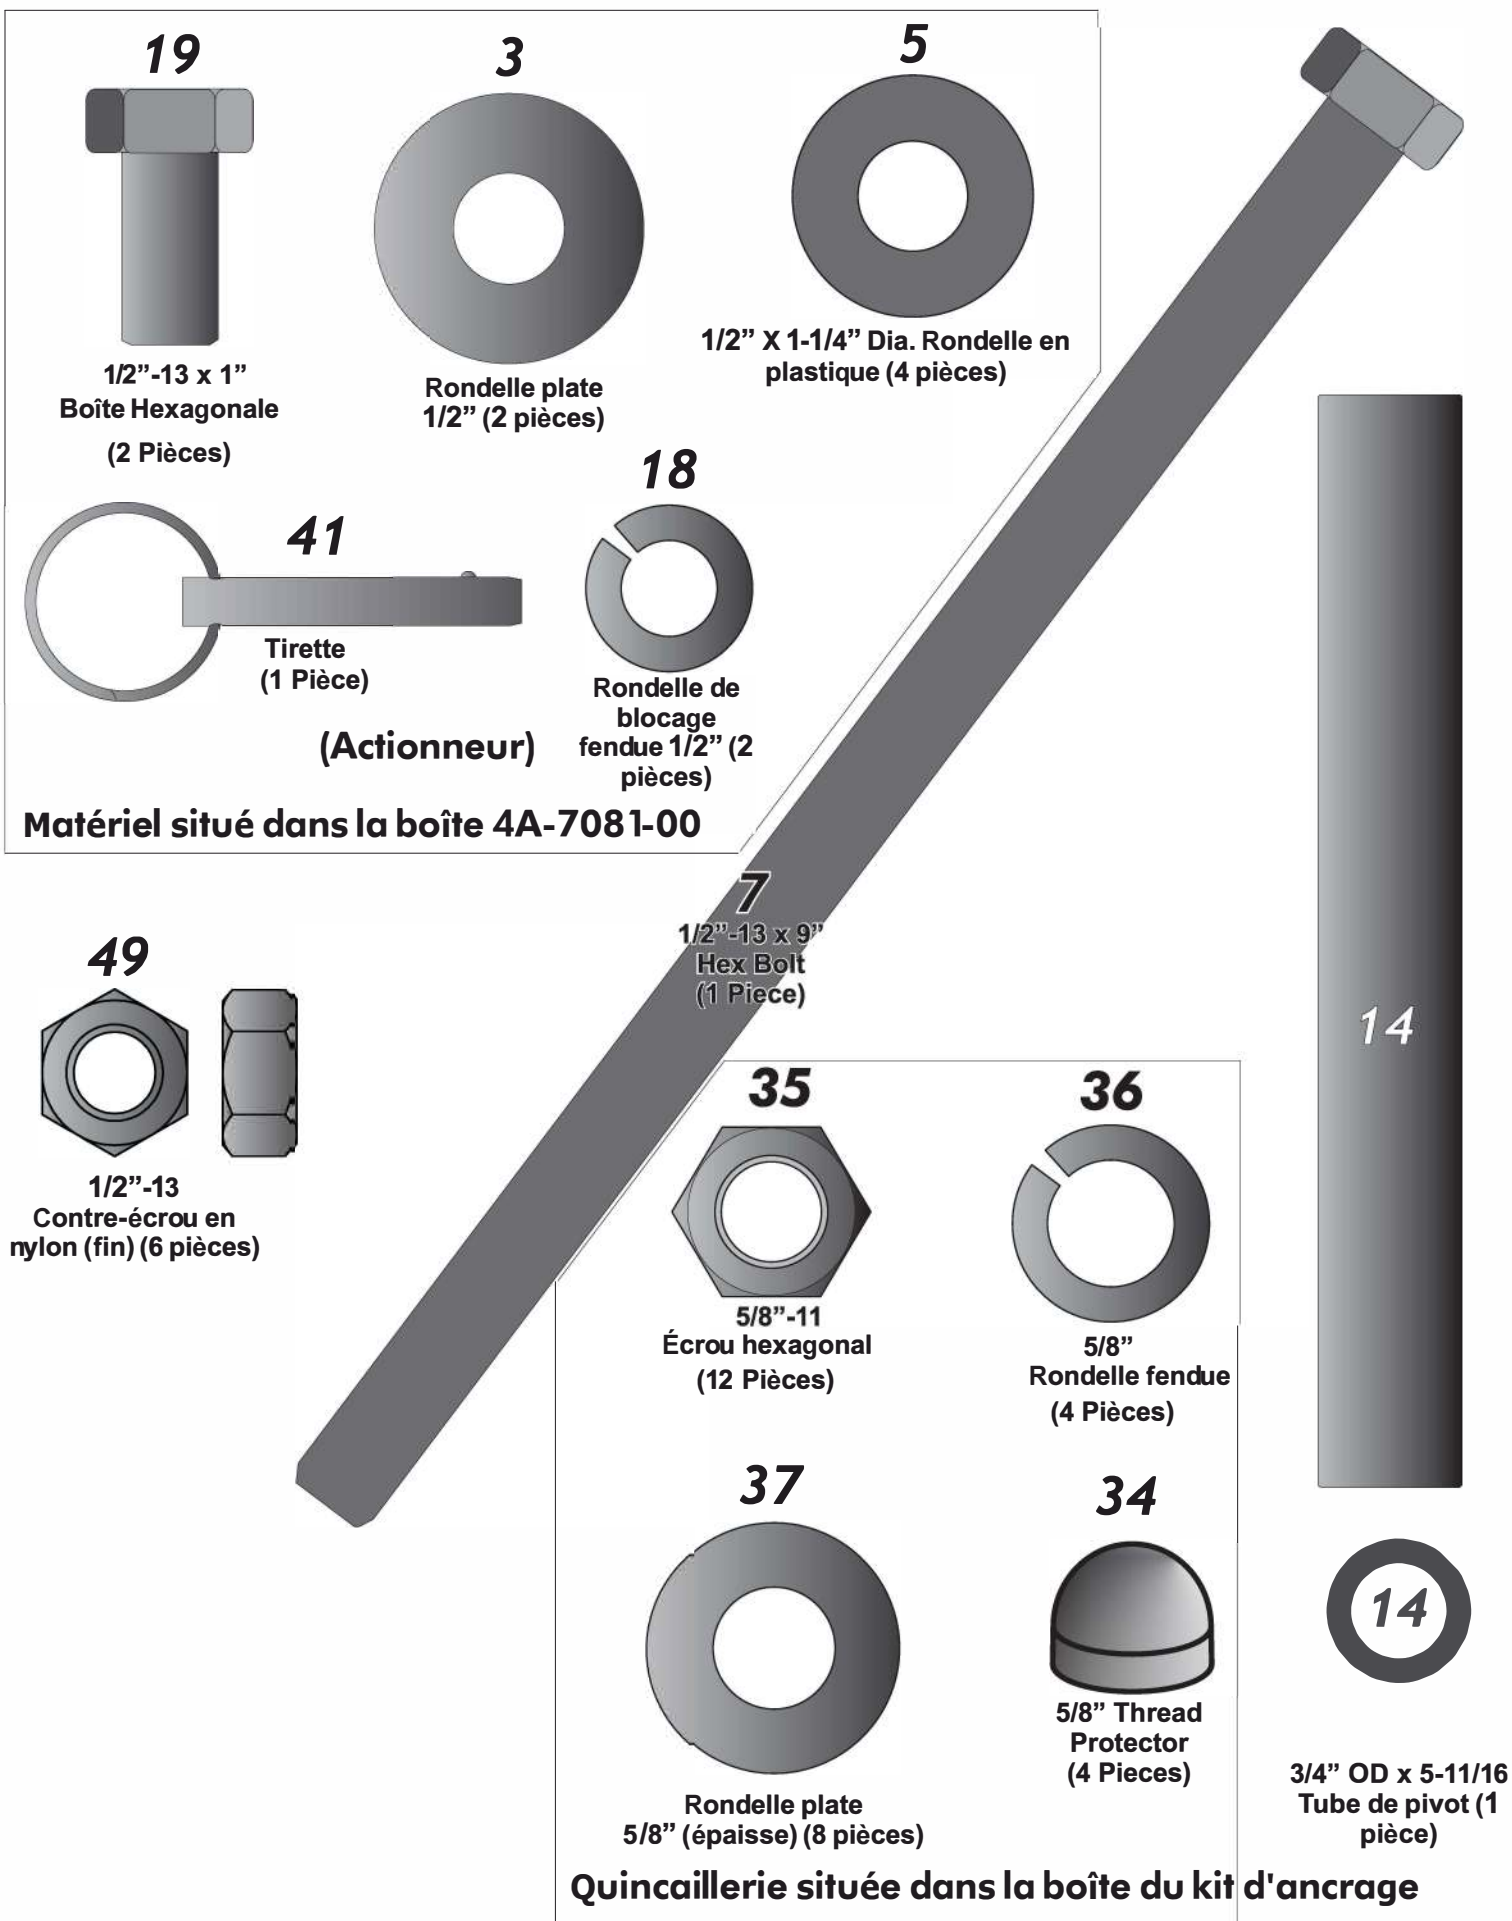 19
1/2”-13 x 1”
Boîte Hexagonale
(2 Pièces)
3
Rondelle plate
1/2” (2 pièces)
5
1/2” X 1-1/4” Dia. Rondelle en
plastique (4 pièces)
41
Tirette
(1 Pièce)
(Actionneur)
18
Rondelle de
blocage
fendue 1/2” (2
pièces)
Matériel situé dans la boîte 4A-7081-00
7
1/2”-13 x 9”
Hex Bolt
(1 Piece)
49
1/2”-13
Contre-écrou en
nylon (fin) (6 pièces)
35
5/8”-11
Écrou hexagonal
(12 Pièces)
36
5/8”
Rondelle fendue
(4 Pièces)
37
Rondelle plate
5/8” (épaisse) (8 pièces)
34
5/8” Thread
Protector
(4 Pieces)
14
14
3/4” OD x 5-11/16
Tube de pivot (1
pièce)
Quincaillerie située dans la boîte du kit d'ancrage